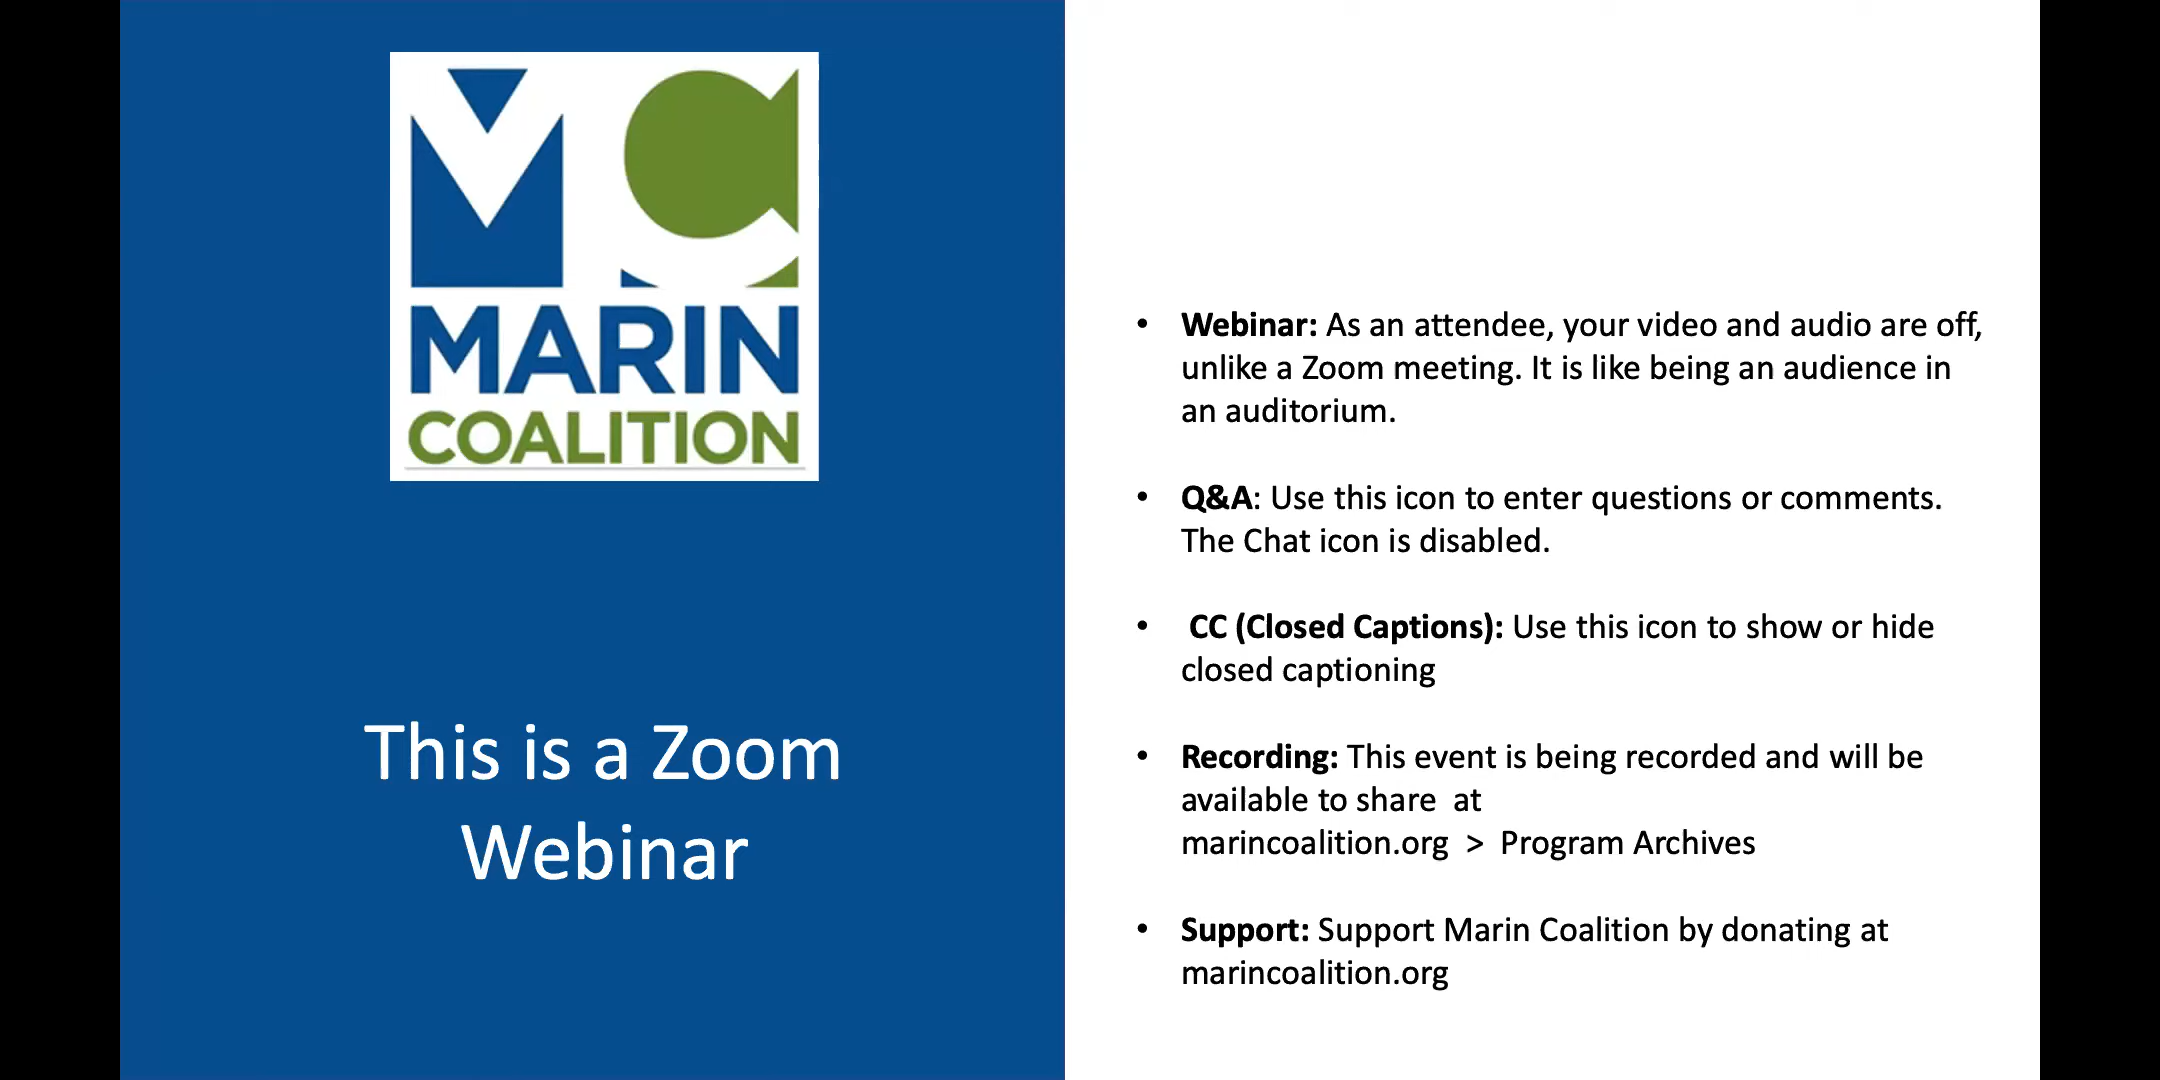 MC
MARIN
COALITION
This is a Zoom
Webinar
• Webinar: As an attendee, your video and audio are off,
unlike a Zoom meeting. It is like being an audience in
an auditorium.
• Q&A: Use this icon to enter questions or comments.
The Chat icon is disabled.
• CC (Closed Captions): Use this icon to show or hide
closed captioning
• Recording: This event is being recorded and will be
available to share at
marincoalition.org > Program Archives
• Support: Support Marin Coalition by donating at
marincoalition.org